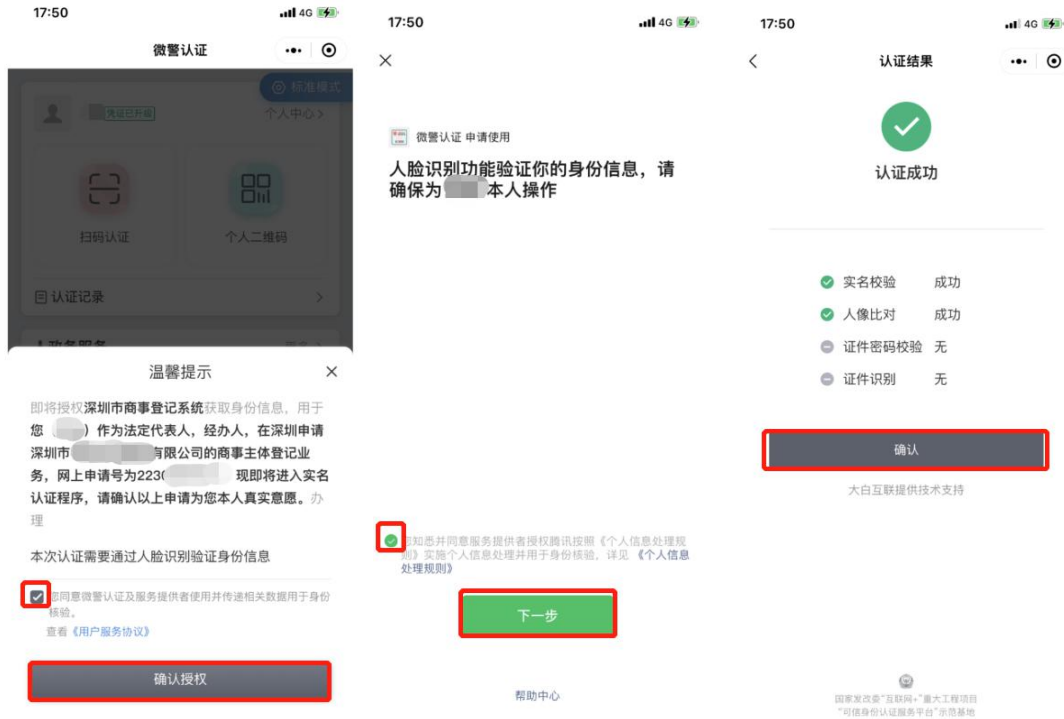 17:50
4G
微警认证
标准模式
凭证已升级
个人中心
扫码认证
个人二维码
认证记录
政务服务
温馨提示
即将授权深圳市商事登记系统获取身份信息，用于
您（ ）作为法定代表人，经办人，在深圳申请
深圳市 有限公司的商事主体登记业
务，网上申请号为223 现即将进入实名
认证程序，请确认以上申请为您本人真实意愿。办
理
本次认证需要通过人脸识别验证身份信息
您同意微警认证及服务提供者使用并传递相关数据用于身份
核验。
查看《用户服务协议》
确认授权
17:50
4G
微警认证 申请使用
人脸识别功能验证你的身份信息，请
确保为 本人操作
您知悉并同意服务提供者授权腾讯按照《个人信息处理规
则》实施个人信息处理并用于身份核验，详见《个人信息
处理规则》
下一步
帮助中心
17:50
4G
认证结果
认证成功
实名校验 成功
人像比对 成功
证件密码校验 无
证件识别 无
确认
大白互联提供技术支持
国家发改委“互联网+”重大工程项目
“可信身份认证服务平台”示范基地